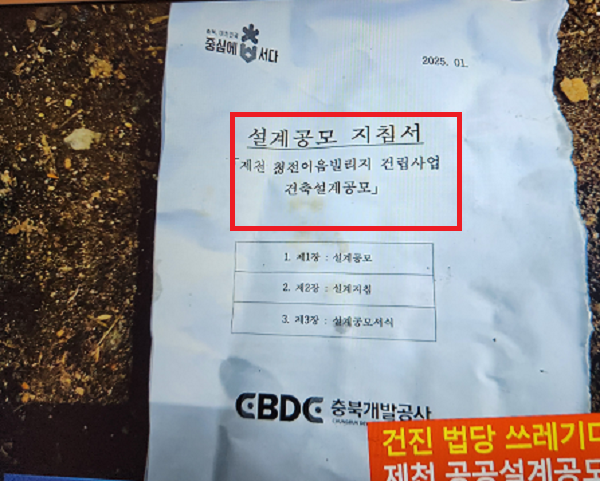 중심에 서다
2025. 01.
설계공모 지침서
「제천 청전이음빌리지 건립사업
건축설계공모」
1. 제1장 : 설계공모
2. 제2장 : 설계지침
3. 제3장 : 설계공모서식
CBDC 충북개발공사
건진 법당 쓰레기더
제천 공공설계공모